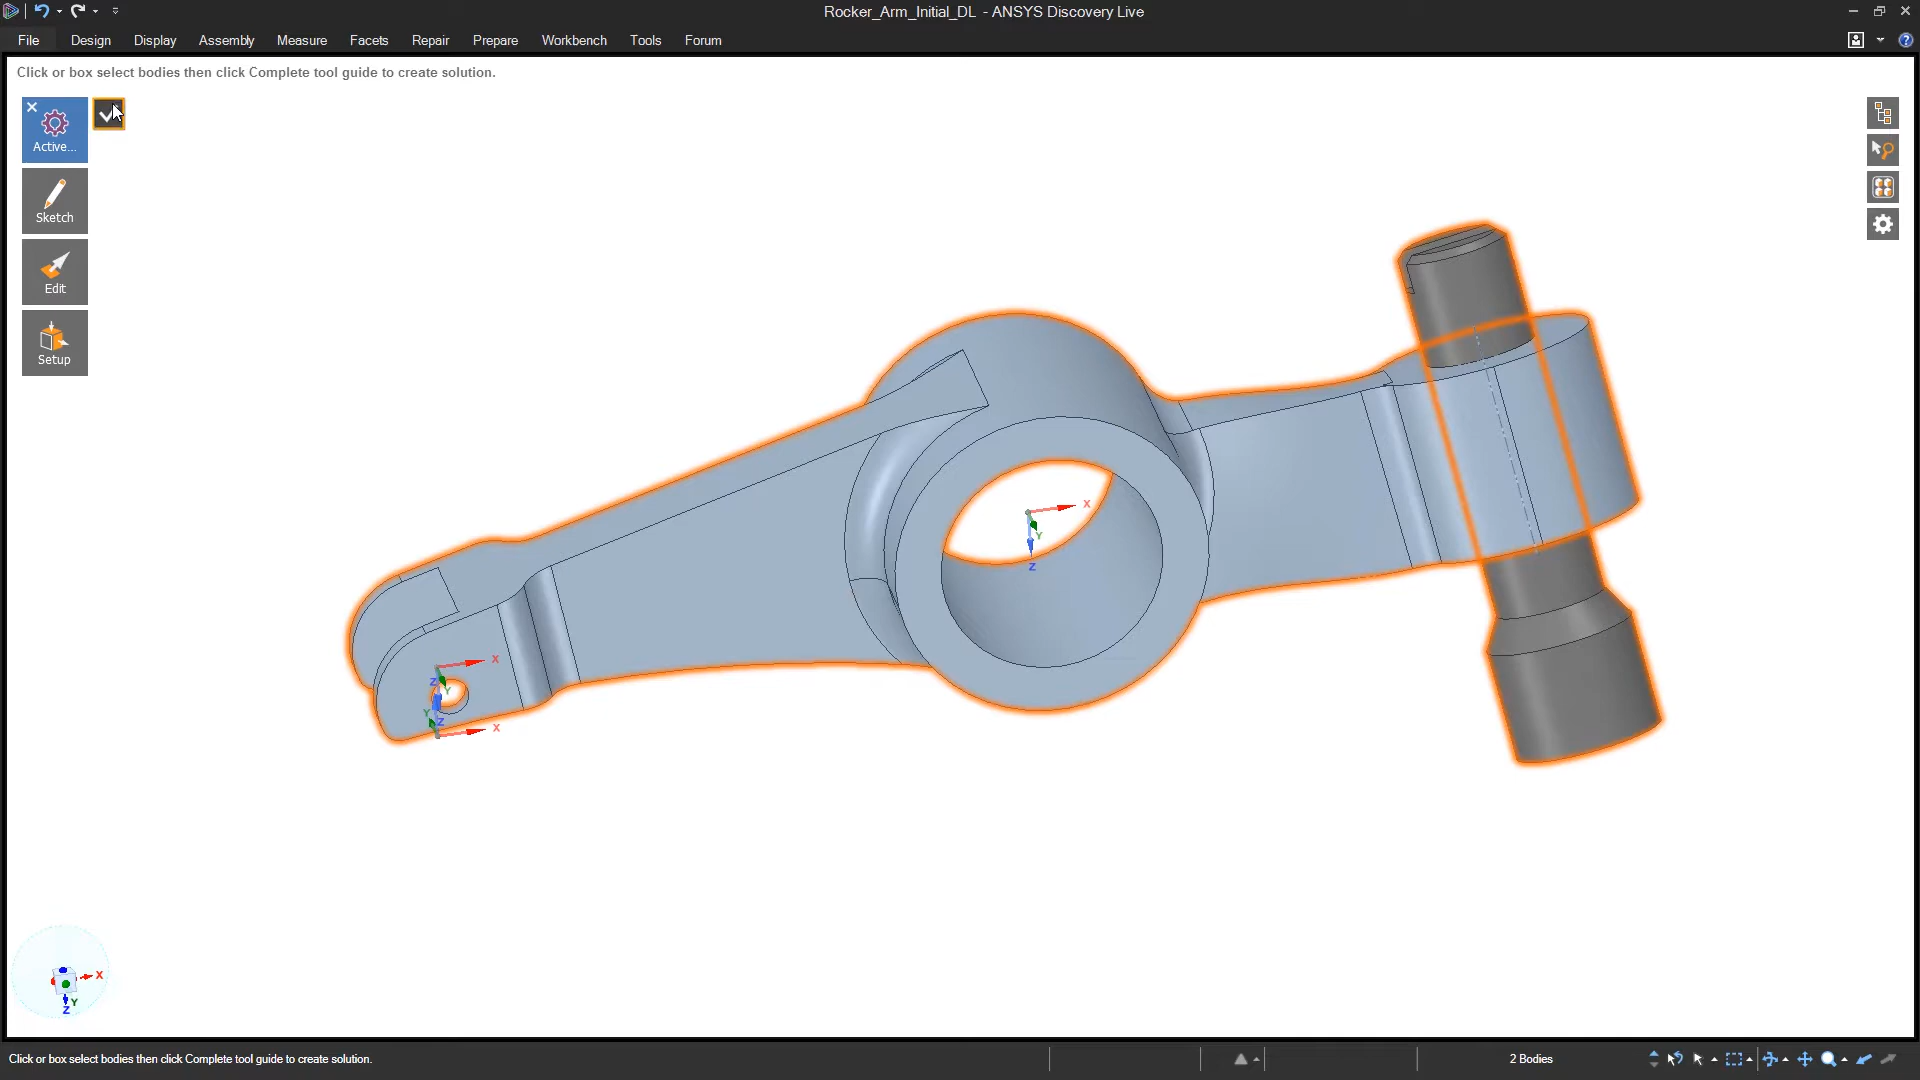 Rocker_Arm_Initial_DL - ANSYS Discovery Live
File Design Display Assembly Measure Facets Repair Prepare Workbench Tools Forum
Click or box select bodies then click Complete tool guide to create solution.
Active...
Sketch
Edit
Setup
X
Y
Z
X
Z
Y
Y
Z
X
X
Y
Z
Click or box select bodies then click Complete tool guide to create solution.
2 Bodies